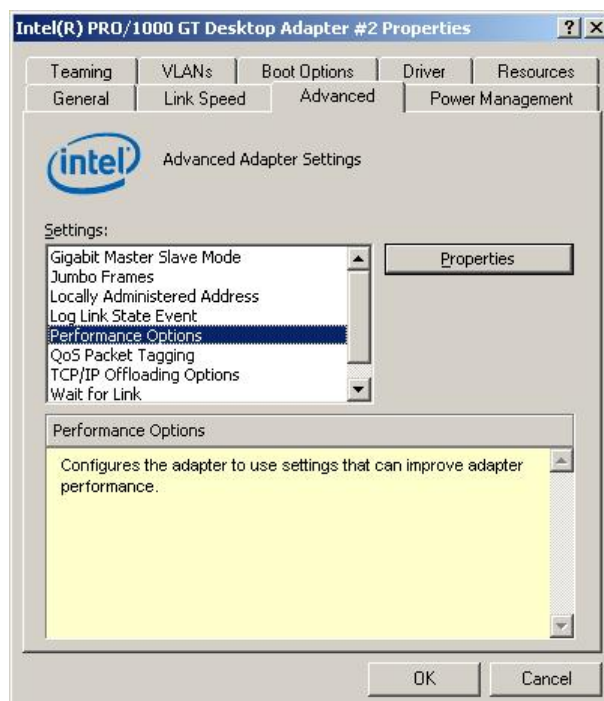 Intel(R) PRO/1000 GT Desktop Adapter #2 Properties
Teaming VLANs Boot Options Driver Resources
General Link Speed Advanced Power Management
intel
Advanced Adapter Settings
Settings:
Gigabit Master Slave Mode
Properties
Jumbo Frames
Locally Administered Address
Log Link State Event
Performance Options
QoS Packet Tagging
TCP/IP Offloading Options
Wait for Link
Performance Options
Configures the adapter to use settings that can improve adapter
performance.
OK Cancel